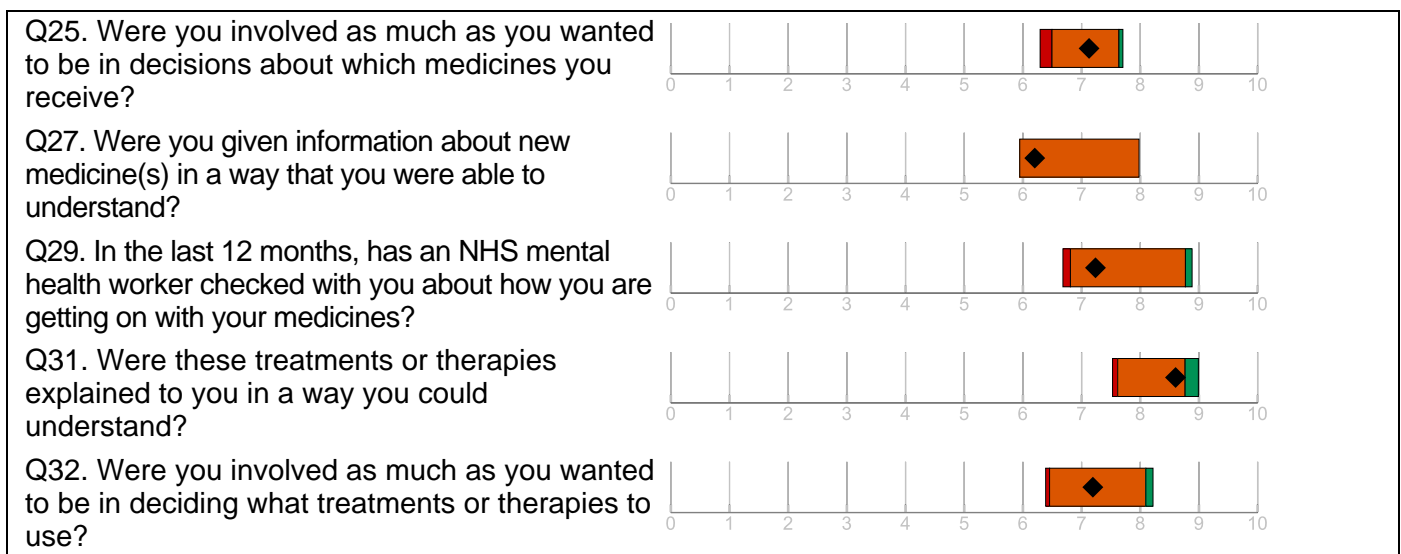 Q25. Were you involved as much as you wanted
to be in decisions about which medicines you
receive?
0 1 2 3 4 5 6 7 8 9 10
Q27. Were you given information about new
medicine(s) in a way that you were able to
understand?
0 1 2 3 4 5 6 7 8 9 10
Q29. In the last 12 months, has an NHS mental
health worker checked with you about how you are
getting on with your medicines?
0 1 2 3 4 5 6 7 8 9 10
Q31. Were these treatments or therapies
explained to you in a way you could
understand?
0 1 2 3 4 5 6 7 8 9 10
Q32. Were you involved as much as you wanted
to be in deciding what treatments or therapies to
use?
0 1 2 3 4 5 6 7 8 9 10